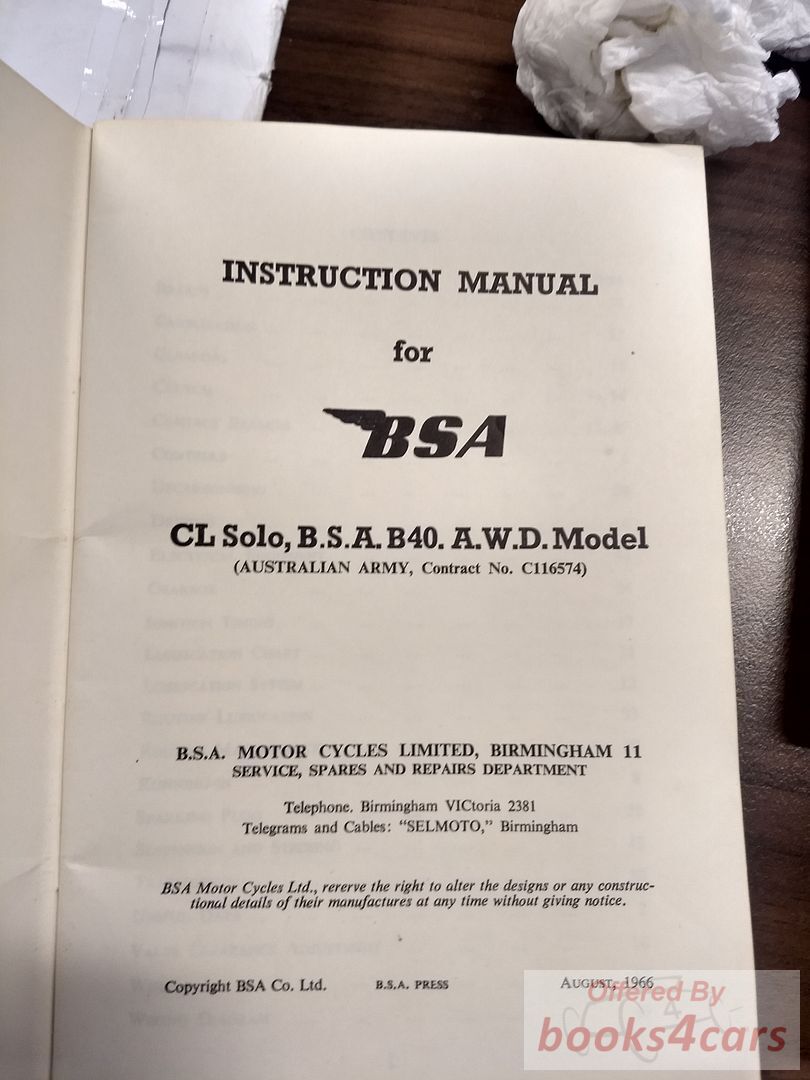 INSTRUCTION MANUAL
for
BSA
CL Solo, B.S.A. B40. A.W.D. Model
(AUSTRALIAN ARMY, Contract No. C116574)
B.S.A. MOTOR CYCLES LIMITED, BIRMINGHAM 11
SERVICE, SPARES AND REPAIRS DEPARTMENT
Telephone. Birmingham VICtoria 2381
Telegrams and Cables: "SELMOTO," Birmingham
BSA Motor Cycles Ltd., rererve the right to alter the designs or any construc-
tional details of their manufactures at any time without giving notice.
Copyright BSA Co. Ltd. B.S.A. PRESS AUGUST, 1966
Offered By
books4cars